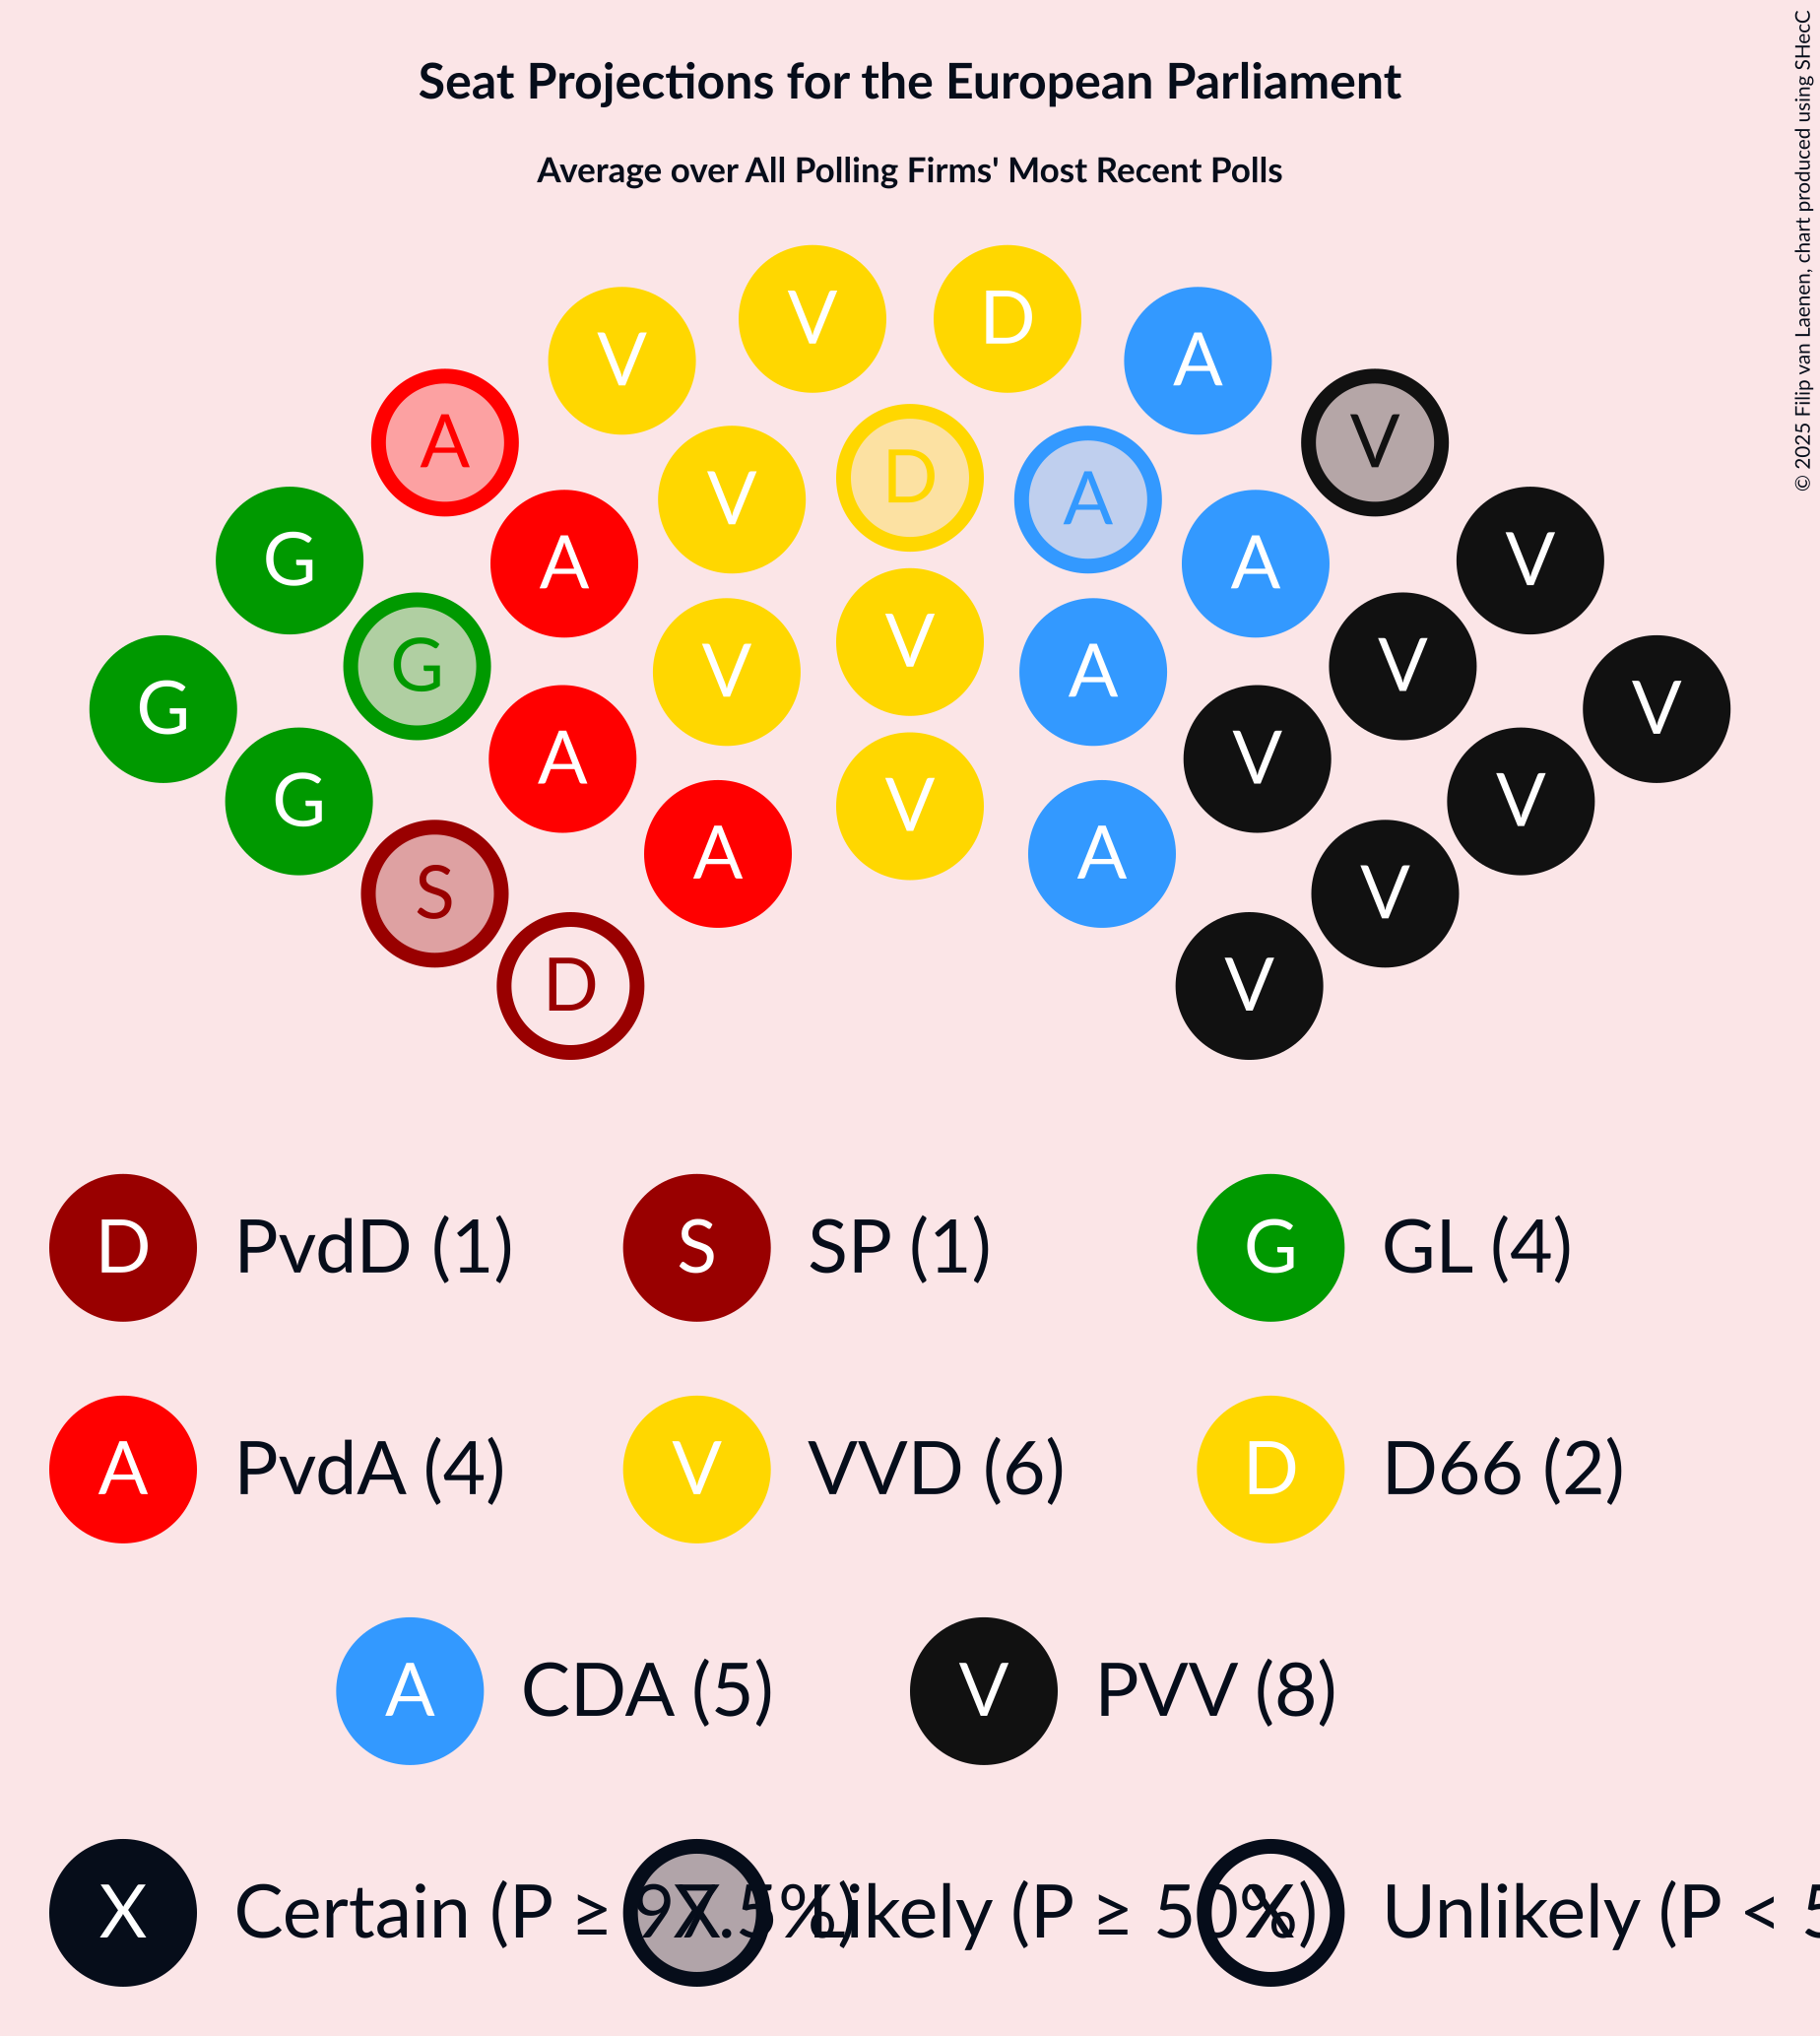 Seat Projections for the European Parliament
Average over All Polling Firms' Most Recent Polls
© 2025 Filip van Laenen, chart produced using SHecC
V V D
V A
A V
V D A
G A A V
G V V A V
G V V
G A V
A V A V
S V
D V
D PvdD (1) S SP (1) G GL (4)
A PvdA (4) V VVD (6) D D66 (2)
A CDA (5) V PVV (8)
X Certain (P ≥ 97.5%) X Likely (P ≥ 50%) X Unlikely (P < 5